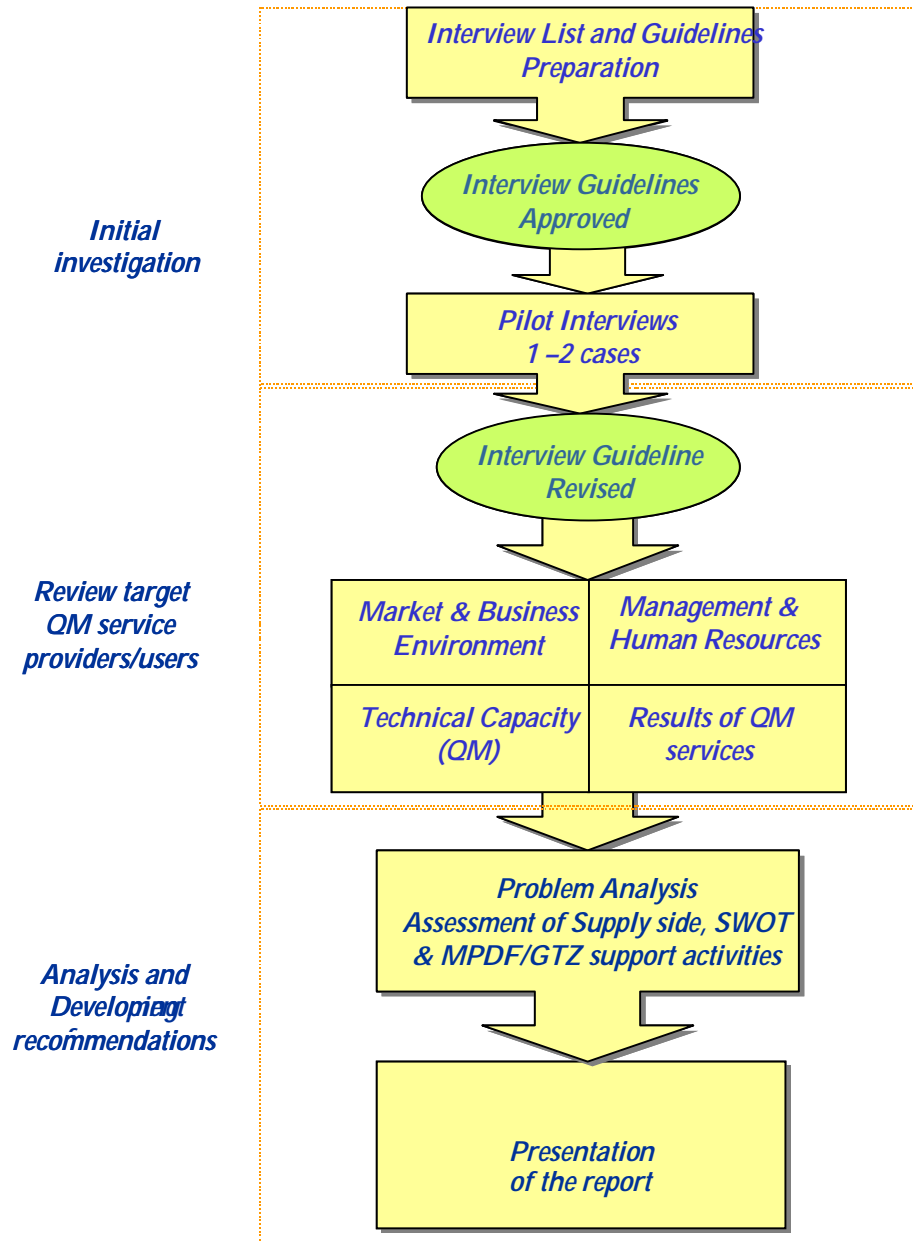 Interview List and Guidelines
Preparation
Interview Guidelines
Approved
Initial
investigation
Pilot Interviews
1 –2 cases
Interview Guideline
Revised
Review target
QM service
providers/users
Market & Business
Environment
Management &
Human Resources
Technical Capacity
(QM)
Results of QM
services
Problem Analysis
Assessment of Supply side, SWOT
& MPDF/GTZ support activities
Analysis and
recommendations
Presentation
of the report